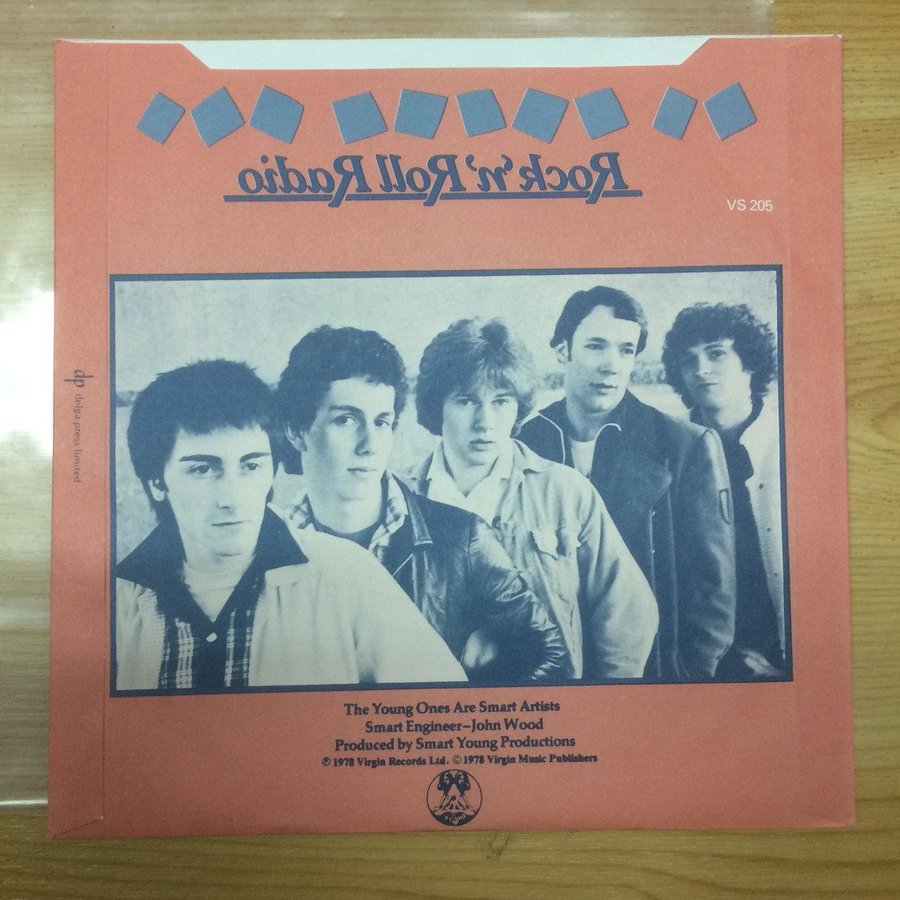 Rock 'n' Roll Radio
VS 205
dp delga press limited
The Young Ones Are Smart Artists
Smart Engineer–John Wood
Produced by Smart Young Productions
℗ 1978 Virgin Records Ltd. © 1978 Virgin Music Publishers